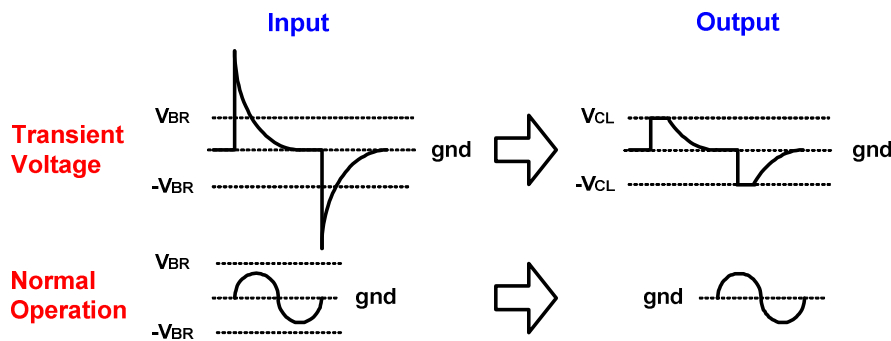 Input
Output
Transient
Voltage
VBR
gnd
-VBR
VCL
gnd
-VCL
Normal
Operation
VBR
gnd
-VBR
gnd